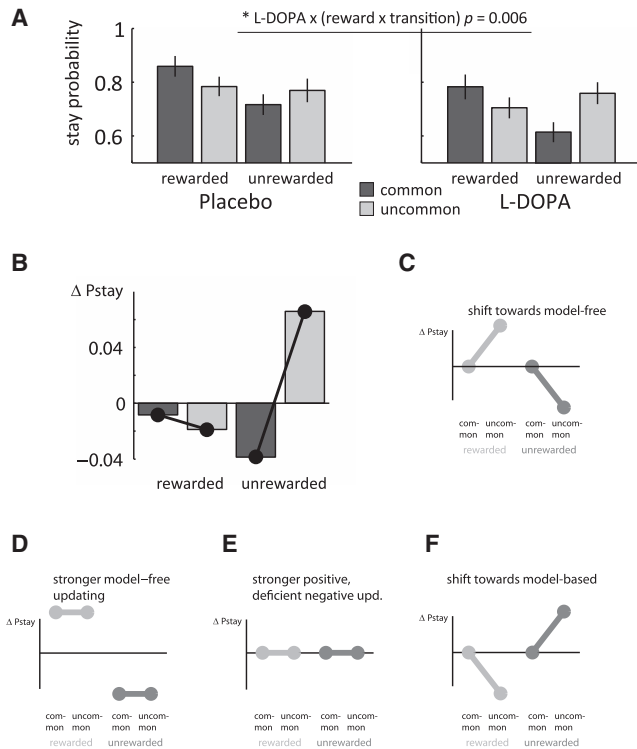 A
* L-DOPA x (reward x transition) p = 0.006
1
0.8
0.6
stay probability
rewarded unrewarded
Placebo
common
uncommon
rewarded unrewarded
L-DOPA
B
Δ Pstay
0.04
0
−0.04
rewarded unrewarded
C
shift towards model-free
Δ Pstay
com- uncom- com- uncom-
mon mon mon mon
rewarded unrewarded
D
stronger model−free
updating
Δ Pstay
com- uncom- com- uncom-
mon mon mon mon
rewarded unrewarded
E
stronger positive,
deficient negative upd.
Δ Pstay
com- uncom- com- uncom-
mon mon mon mon
rewarded unrewarded
F
shift towards model-based
Δ Pstay
com- uncom- com- uncom-
mon mon mon mon
rewarded unrewarded